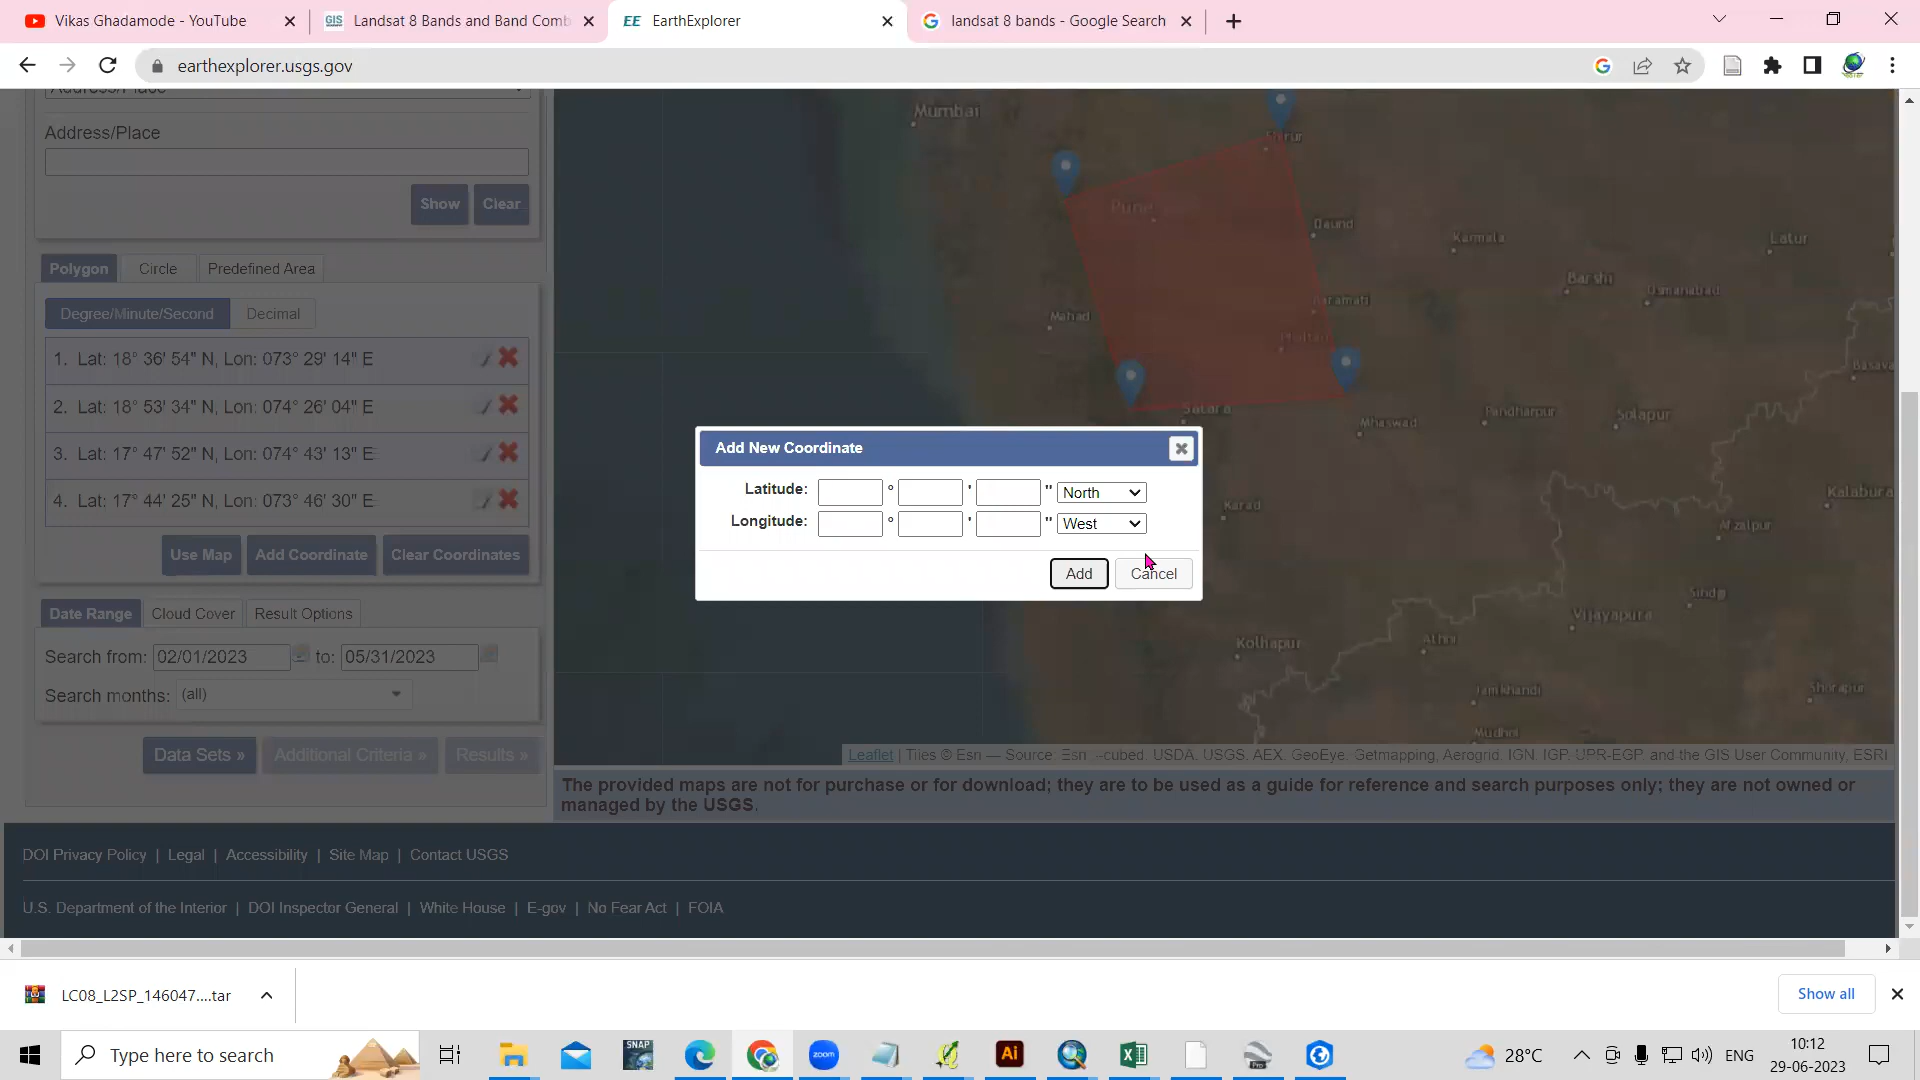 Vikas Ghadamode - YouTube
Landsat 8 Bands and Band Comb
EE EarthExplorer
landsat 8 bands - Google Search
earthexplorer.usgs.gov
Address/Place
Address/Place
Show Clear
Polygon Circle Predefined Area
Degree/Minute/Second Decimal
1. Lat: 18° 36' 54" N, Lon: 073° 29' 14" E
2. Lat: 18° 53' 34" N, Lon: 074° 26' 04" E
3. Lat: 17° 47' 52" N, Lon: 074° 43' 13" E
4. Lat: 17° 44' 25" N, Lon: 073° 46' 30" E
Use Map Add Coordinate Clear Coordinates
Date Range Cloud Cover Result Options
Search from: 02/01/2023 to: 05/31/2023
Search months: (all)
Data Sets » Additional Criteria » Results »
Mumbai
Shirur
Pune
Daund
Karmala
Latur
Barshi
Osmanabad
Baramati
Mahad
Phaltan
Satara
Mhaswad
Pandharpur
Solapur
Basava
Karad
Kalabura
Afzalpur
Sindgi
Vijayapura
Athni
Kolhapur
Jamkhandi
Shorapur
Mudhol
Add New Coordinate
Latitude: ° ' " North
Longitude: ° ' " West
Add Cancel
Leaflet | Tiles © Esri — Source: Esri, i-cubed, USDA, USGS, AEX, GeoEye, Getmapping, Aerogrid, IGN, IGP, UPR-EGP, and the GIS User Community, ESRI
The provided maps are not for purchase or for download; they are to be used as a guide for reference and search purposes only; they are not owned or
managed by the USGS.
DOI Privacy Policy | Legal | Accessibility | Site Map | Contact USGS
U.S. Department of the Interior | DOI Inspector General | White House | E-gov | No Fear Act | FOIA
LC08_L2SP_146047....tar
Show all
Type here to search
SNAP
zoom
Ai
Pro
28°C
ENG
10:12
29-06-2023